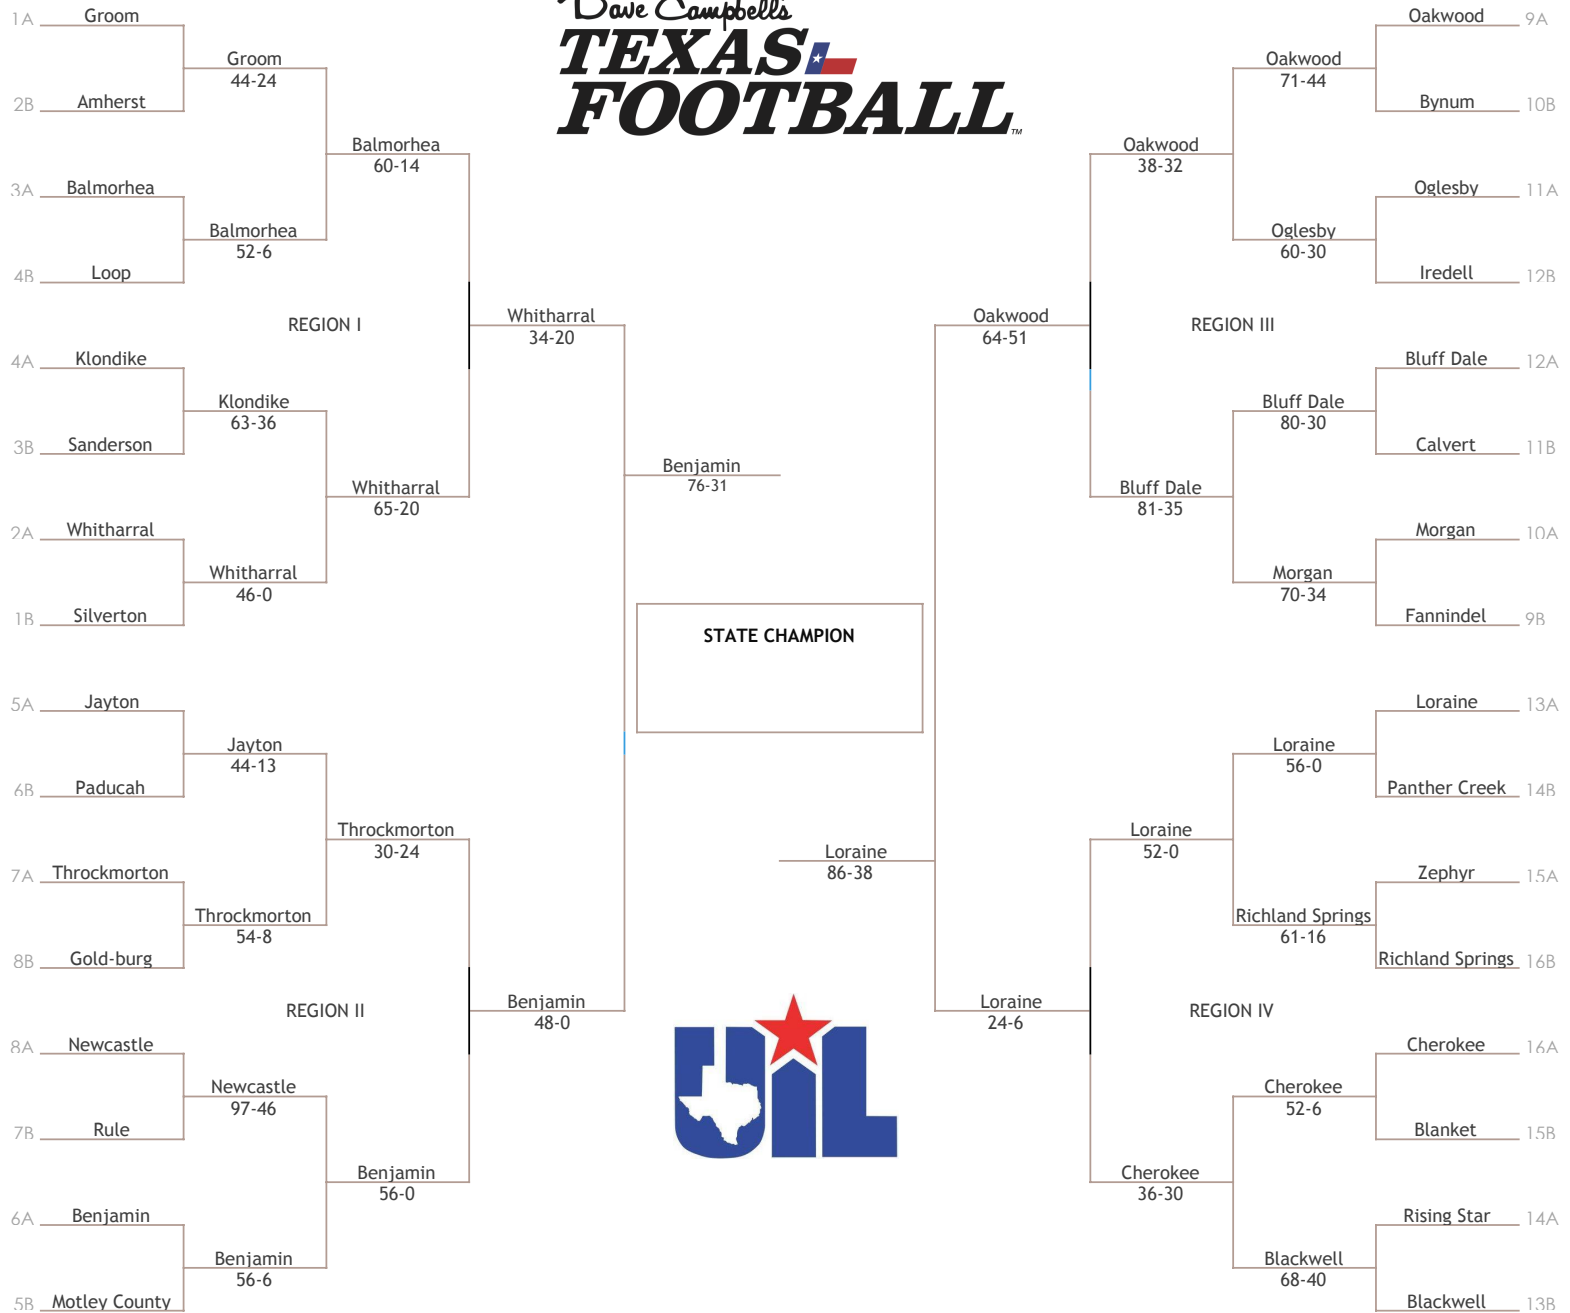 Dave Campbell's
TEXAS
FOOTBALL™
1A Groom
Groom
44-24
2B Amherst
Balmorhea
60-14
3A Balmorhea
Balmorhea
52-6
4B Loop
REGION I
Whitharral
34-20
4A Klondike
Klondike
63-36
3B Sanderson
Whitharral
65-20
2A Whitharral
Whitharral
46-0
1B Silverton
Benjamin
76-31
5A Jayton
Jayton
44-13
6B Paducah
Throckmorton
30-24
7A Throckmorton
Throckmorton
54-8
8B Gold-burg
REGION II
Benjamin
48-0
8A Newcastle
Newcastle
97-46
7B Rule
Benjamin
56-0
6A Benjamin
Benjamin
56-6
5B Motley County
STATE CHAMPION
Oakwood 9A
Oakwood
71-44
Bynum 10B
Oakwood
38-32
Oglesby 11A
Oglesby
60-30
Iredell 12B
Oakwood
64-51
REGION III
Bluff Dale 12A
Bluff Dale
80-30
Calvert 11B
Bluff Dale
81-35
Morgan 10A
Morgan
70-34
Fannindel 9B
Loraine
86-38
Loraine 13A
Loraine
56-0
Panther Creek 14B
Loraine
52-0
Zephyr 15A
Richland Springs
61-16
Richland Springs 16B
Loraine
24-6
REGION IV
Cherokee 16A
Cherokee
52-6
Blanket 15B
Cherokee
36-30
Rising Star 14A
Blackwell
68-40
Blackwell 13B
UIL